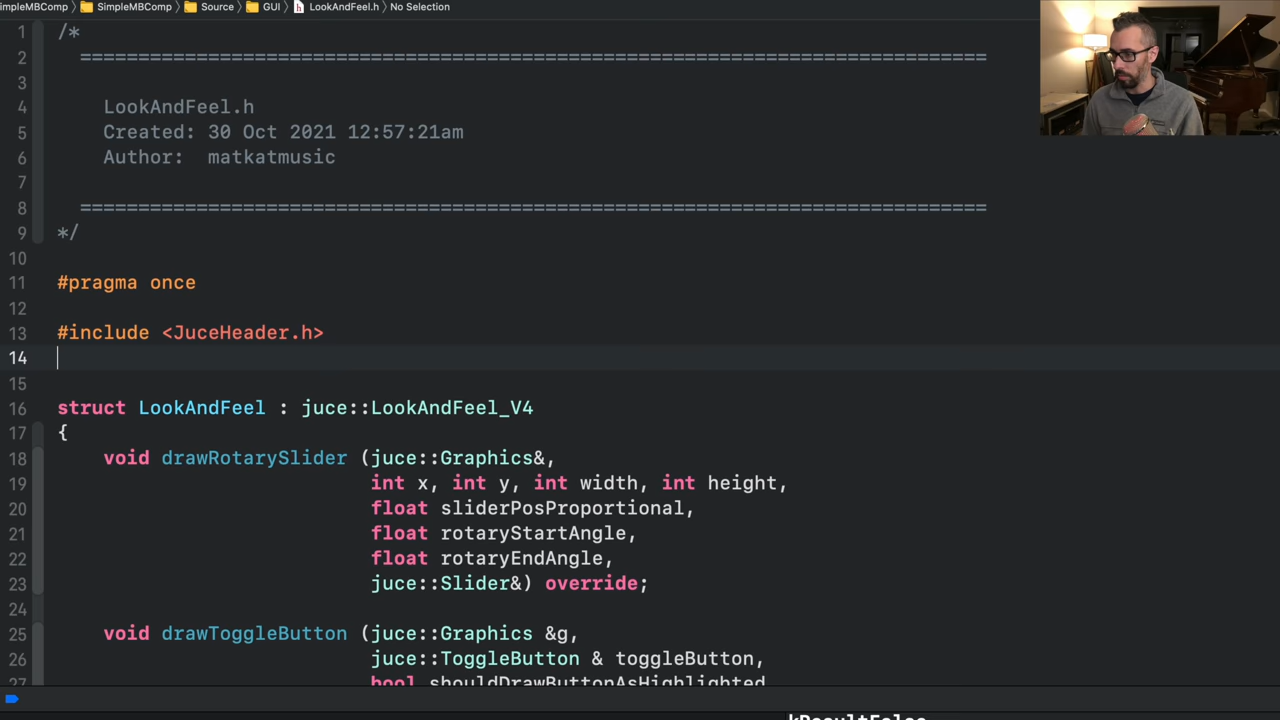 impleMBComp > SimpleMBComp > Source > GUI > LookAndFeel.h > No Selection
1 /*
2 ==============================================================================
3
4 LookAndFeel.h
5 Created: 30 Oct 2021 12:57:21am
6 Author:  matkatmusic
7
8 ==============================================================================
9 */
10
11 #pragma once
12
13 #include <JuceHeader.h>
14
15
16 struct LookAndFeel : juce::LookAndFeel_V4
17 {
18 void drawRotarySlider (juce::Graphics&,
19 int x, int y, int width, int height,
20 float sliderPosProportional,
21 float rotaryStartAngle,
22 float rotaryEndAngle,
23 juce::Slider&) override;
24
25 void drawToggleButton (juce::Graphics &g,
26 juce::ToggleButton & toggleButton,
27 bool shouldDrawButtonAsHighlighted
kResultFalse